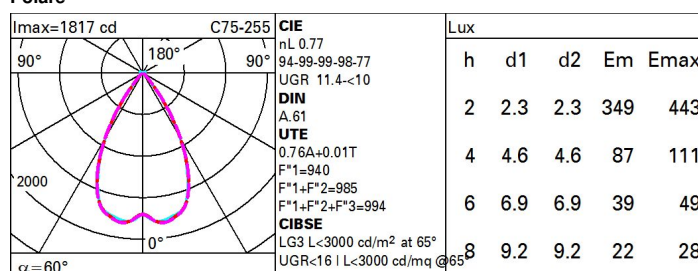 Imax=1817 cd C75-255
90° 180° 90°
2000
0°
α=60°
CIE
nL 0.77
94-99-99-98-77
UGR 11.4-<10
DIN
A.61
UTE
0.76A+0.01T
F"1=940
F"1+F"2=985
F"1+F"2+F"3=994
CIBSE
LG3 L<3000 cd/m² at 65°
UGR<16 | L<3000 cd/mq @65°
Lux
h d1 d2 Em Emax
2 2.3 2.3 349 443
4 4.6 4.6 87 111
6 6.9 6.9 39 49
8 9.2 9.2 22 28